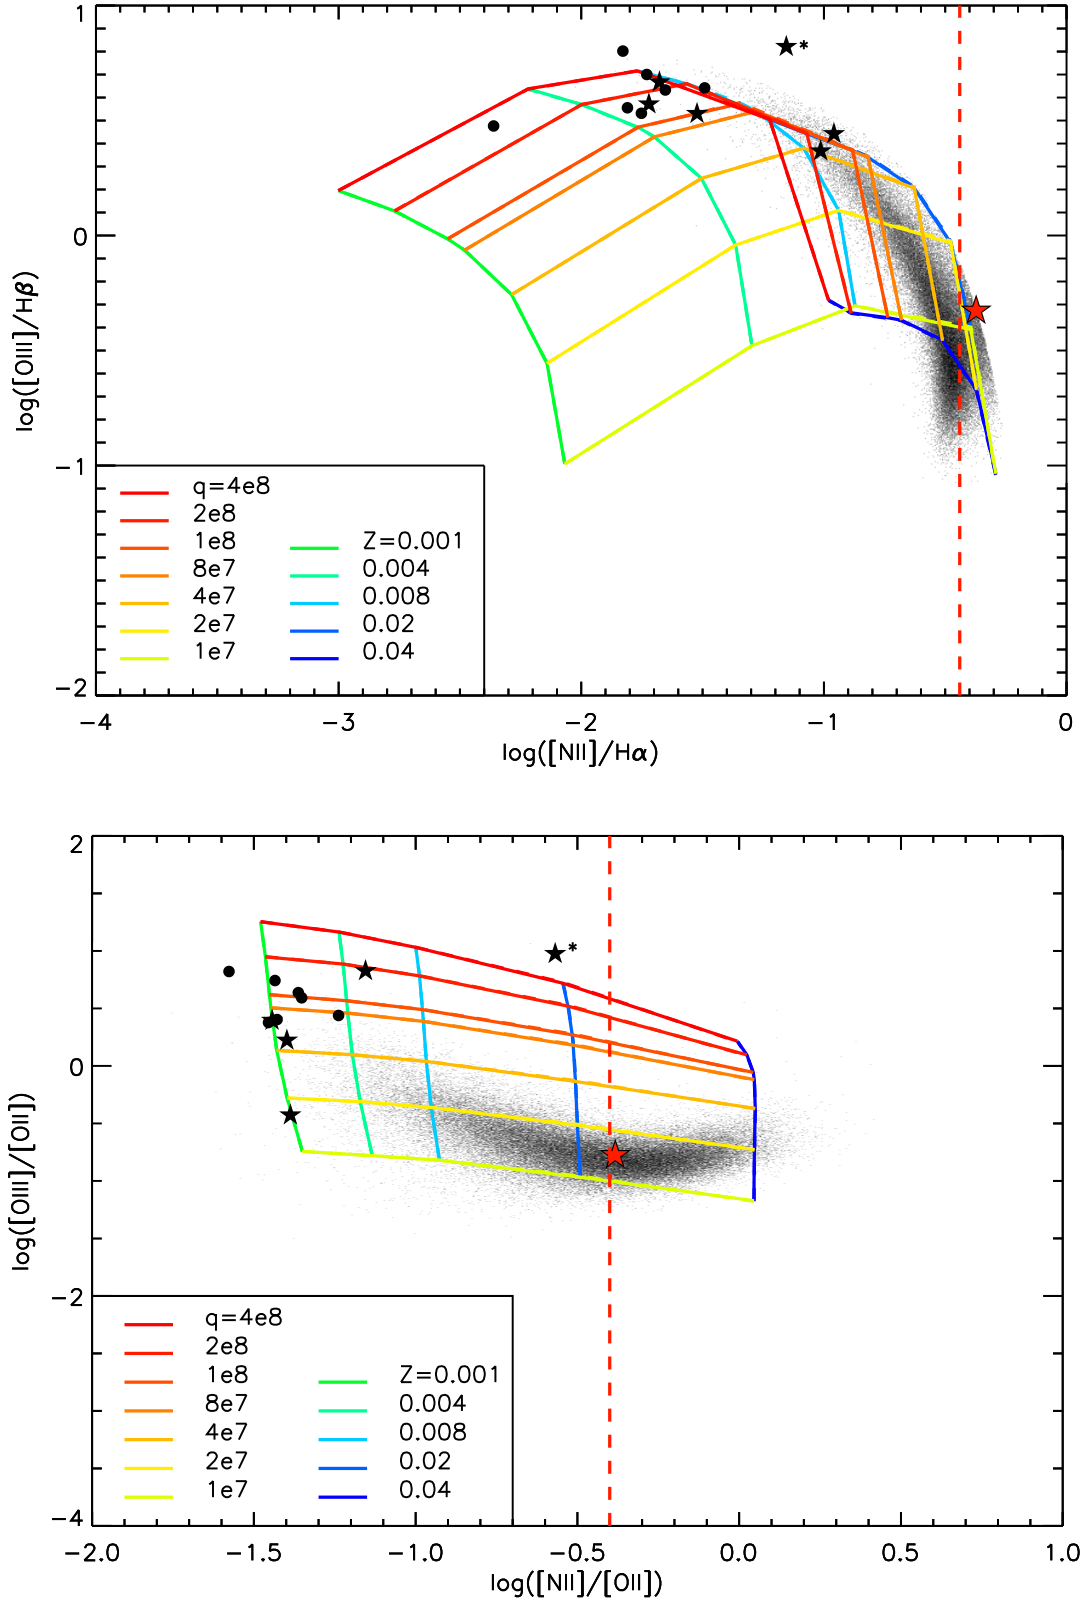 1
0
−1
−2
log([OIII]/Hβ)
q=4e8
2e8
1e8 Z=0.001
8e7 0.004
4e7 0.008
2e7 0.02
1e7 0.04
*
−4 −3 −2 −1 0
log([NII]/Hα)
2
0
−2
−4
log([OIII]/[OII])
*
q=4e8
2e8
1e8 Z=0.001
8e7 0.004
4e7 0.008
2e7 0.02
1e7 0.04
−2.0 −1.5 −1.0 −0.5 0.0 0.5 1.0
log([NII]/[OII])